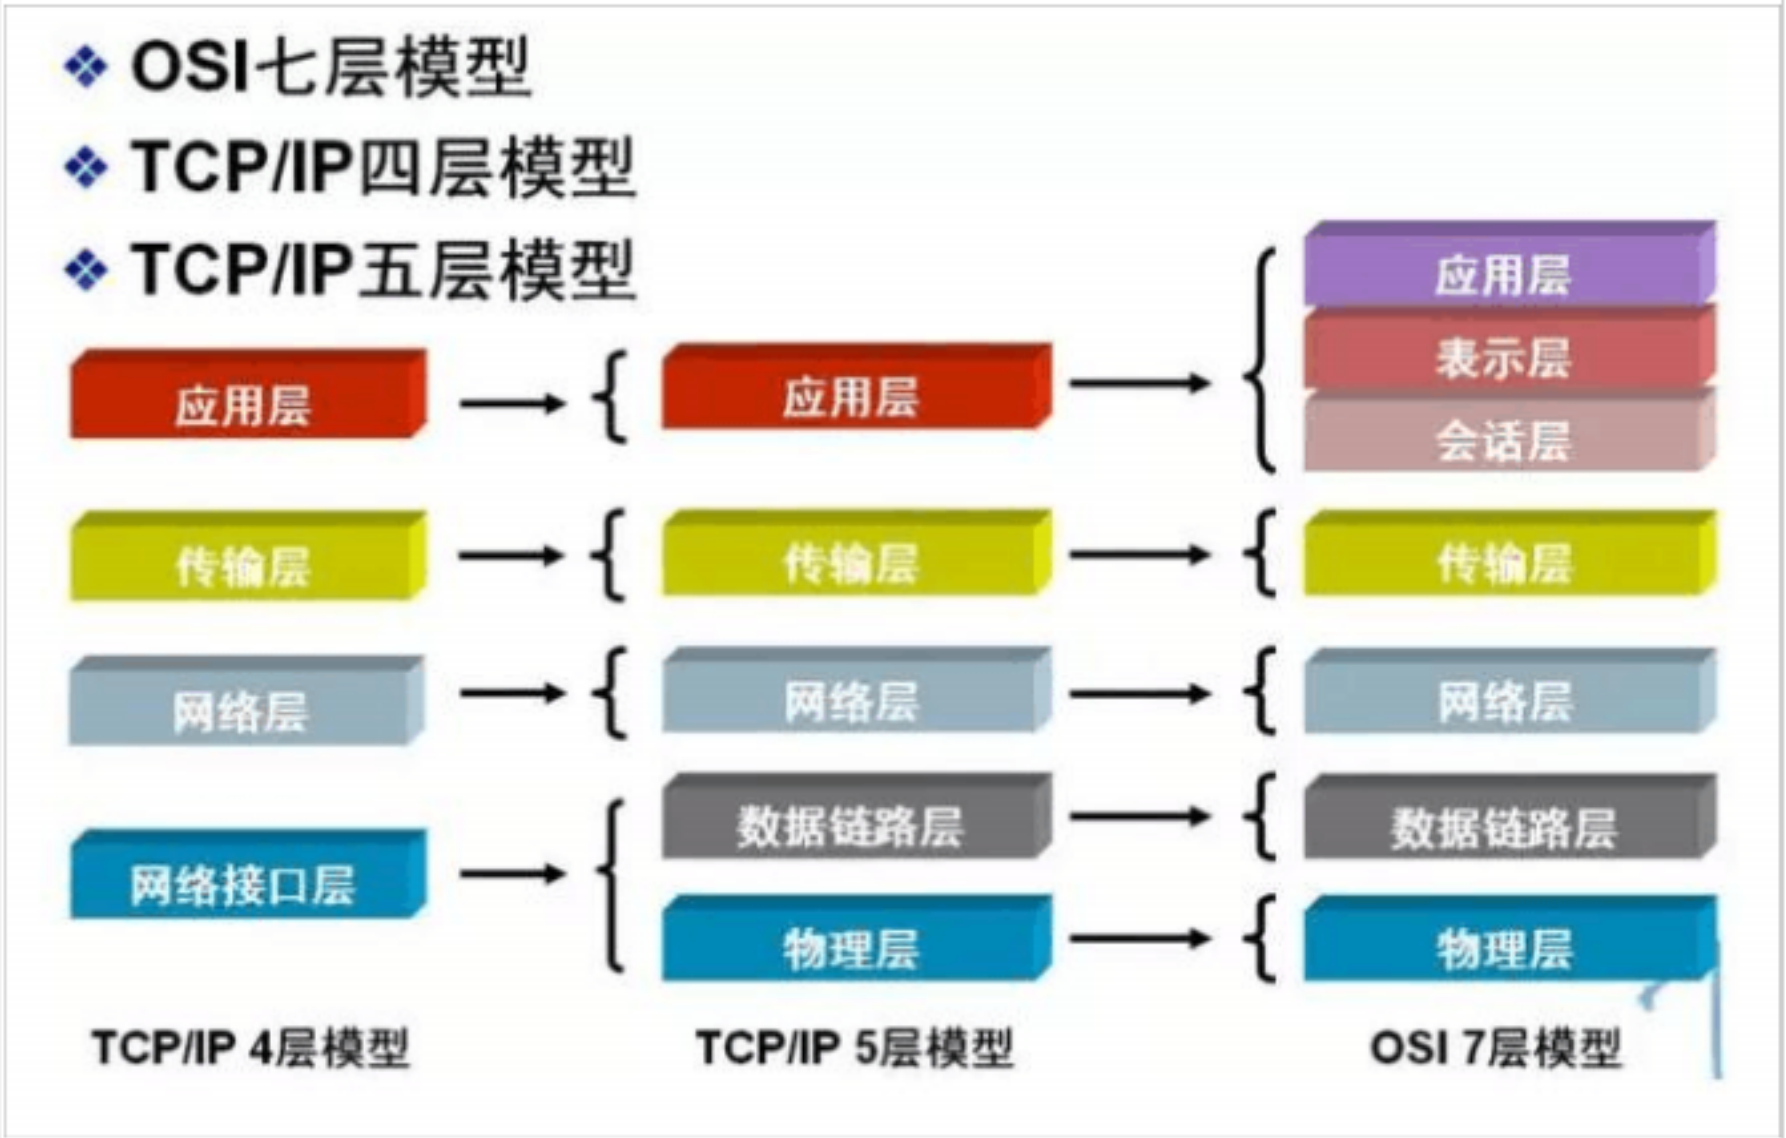 OSI七层模型
TCP/IP四层模型
TCP/IP五层模型
应用层
传输层
网络层
网络接口层
TCP/IP 4层模型
应用层
传输层
网络层
数据链路层
物理层
TCP/IP 5层模型
应用层
表示层
会话层
传输层
网络层
数据链路层
物理层
OSI 7层模型